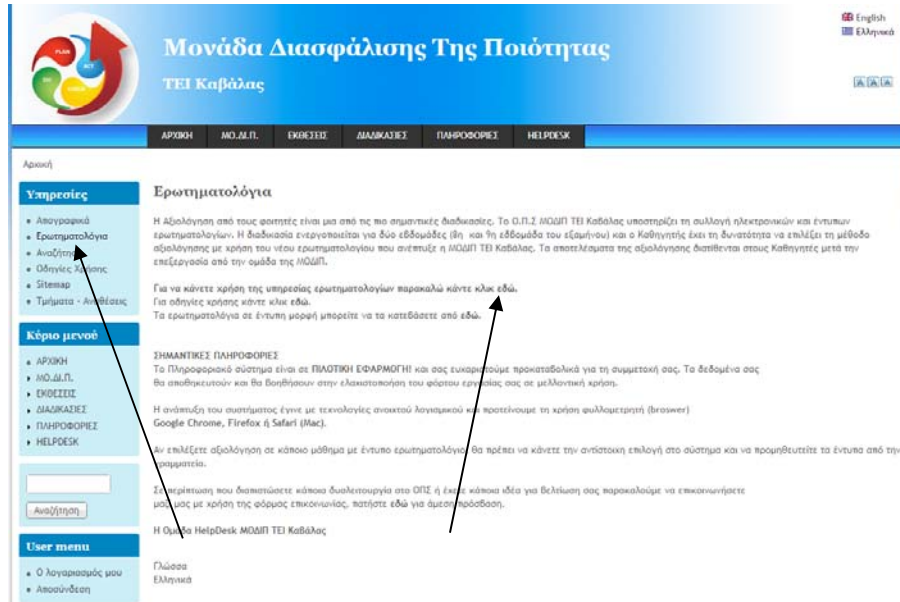 English
Ελληνικά
PLAN
ACT
Μονάδα Διασφάλισης Της Ποιότητας
ΤΕΙ Καβάλας
Α Α Α
ΑΡΧΙΚΗ ΜΟ.ΔΙ.Π. ΕΚΘΕΣΕΙΣ ΔΙΑΔΙΚΑΣΙΕΣ ΠΛΗΡΟΦΟΡΙΕΣ HELPDESK
Αρχική
Υπηρεσίες
Απογραφικά
Ερωτηματολόγια
Αναζήτηση
Οδηγίες Χρήσης
Sitemap
Τμήματα - Αναθέσεις
Κύριο μενού
ΑΡΧΙΚΗ
ΜΟ.ΔΙ.Π.
ΕΚΘΕΣΕΙΣ
ΔΙΑΔΙΚΑΣΙΕΣ
ΠΛΗΡΟΦΟΡΙΕΣ
HELPDESK
Αναζήτηση
User menu
Ο λογαριασμός μου
Αποσύνδεση
Ερωτηματολόγια
Η Αξιολόγηση από τους φοιτητές είναι μια από τις πιο σημαντικές διαδικασίες. Το Ο.Π.Σ ΜΟΔΙΠ ΤΕΙ Καβάλας υποστηρίζει τη συλλογή ηλεκτρονικών και έντυπων
ερωτηματολογίων. Η διαδικασία ενεργοποιείται για δύο εβδομάδες (8η και 9η εδβομάδα του εξαμήνου) και ο Καθηγητής έχει τη δυνατότητα να επιλέξει τη μέθοδο
αξιολόγησης με χρήση του νέου ερωτηματολογίου που ανέπτυξε η ΜΟΔΙΠ ΤΕΙ Καβάλας. Τα αποτελέσματα της αξιολόγησης διατίθενται στους Καθηγητές μετά την
επεξεργασία από την ομάδα της ΜΟΔΙΠ.
Για να κάνετε χρήση της υπηρεσίας ερωτηματολογίων παρακαλώ κάντε κλικ εδώ.
Για οδηγίες χρήσης κάντε κλικ εδώ.
Τα ερωτηματολόγια σε έντυπη μορφή μπορείτε να τα κατεβάσετε από εδώ.
ΣΗΜΑΝΤΙΚΕΣ ΠΛΗΡΟΦΟΡΙΕΣ
Το Πληροφοριακό σύστημα είναι σε ΠΙΛΟΤΙΚΗ ΕΦΑΡΜΟΓΗ! και σας ευχαριστούμε προκαταβολικά για τη συμμετοχή σας. Τα δεδομένα σας
θα αποθηκευτούν και θα βοηθήσουν στην ελαχιστοποίηση του φόρτου εργασίας σας σε μελλοντική χρήση.
Η ανάπτυξη του συστήματος έγινε με τεχνολογίες ανοιχτού λογισμικού και προτείνουμε τη χρήση φυλλομετρητή (broswer)
Google Chrome, Firefox ή Safari (Mac).
Αν επιλέξετε αξιολόγηση σε κάποιο μάθημα με έντυπο ερωτηματολόγιο, θα πρέπει να κάνετε την αντίστοιχη επιλογή στο σύστημα και να προμηθευτείτε τα έντυπα από την
γραμματεία.
Σε περίπτωση που διαπιστώσετε κάποια δυσλειτουργία στο ΟΠΣ ή έχετε κάποια ιδέα για βελτίωση σας παρακαλούμε να επικοινωνήσετε
μαζί μας με χρήση της φόρμας επικοινωνίας, πατήστε εδώ για άμεση πρόσβαση.
Η Ομάδα HelpDesk ΜΟΔΙΠ ΤΕΙ Καβάλας
Γλώσσα
Ελληνικά